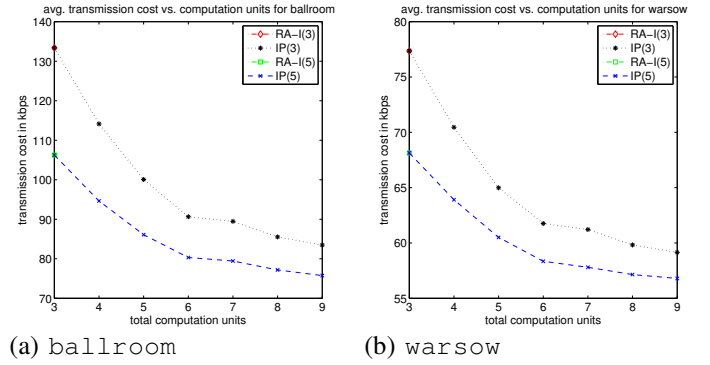 avg. transmission cost vs. computation units for ballroom
140
130
120
110
100
90
80
70
transmission cost in kbps
3 4 5 6 7 8 9
total computation units
RA-I(3)
IP(3)
RA-I(5)
IP(5)
(a) ballroom
avg. transmission cost vs. computation units for warsow
80
75
70
65
60
55
transmission cost in kbps
3 4 5 6 7 8 9
total computation units
RA-I(3)
IP(3)
RA-I(5)
IP(5)
(b) warsow